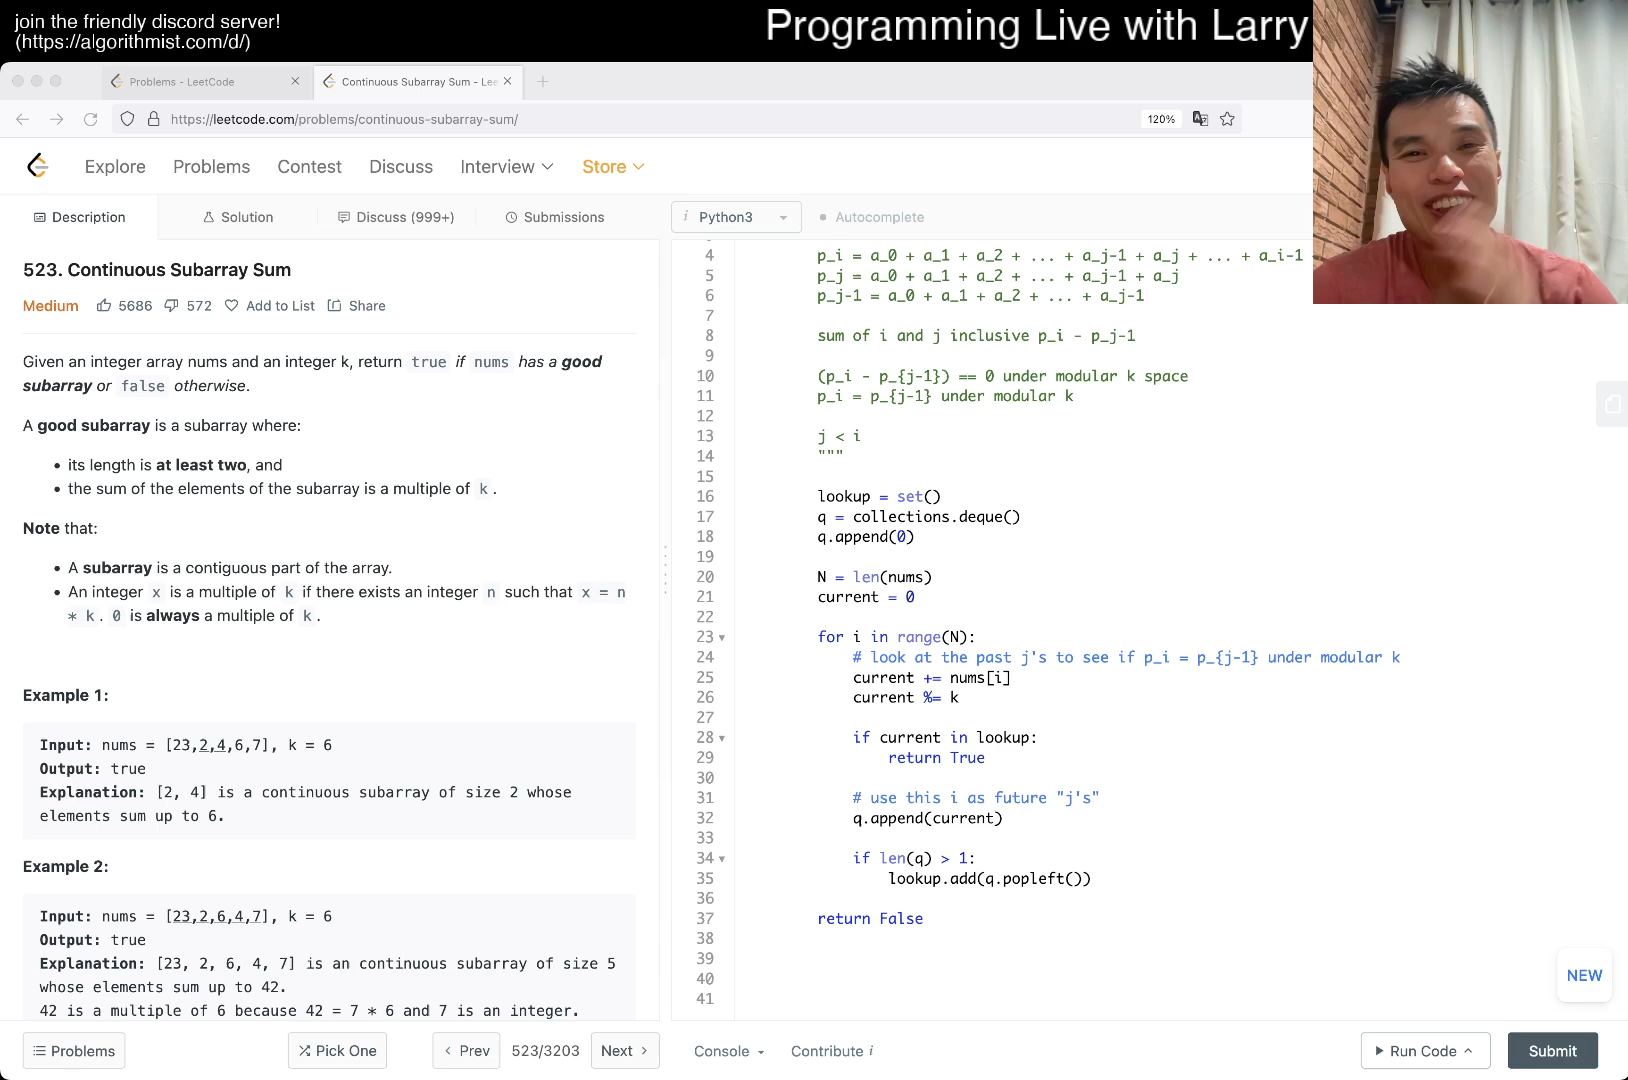 join the friendly discord server!
(https://algorithmist.com/d/)
Programming Live with Larry
Problems - LeetCode
Continuous Subarray Sum - Lee
https://leetcode.com/problems/continuous-subarray-sum/
120%
Explore
Problems
Contest
Discuss
Interview
Store
Description
Solution
Discuss (999+)
Submissions
i Python3
Autocomplete
523. Continuous Subarray Sum
Medium 5686 572 Add to List Share
Given an integer array nums and an integer k, return true if nums has a good
subarray or false otherwise.
A good subarray is a subarray where:
• its length is at least two, and
• the sum of the elements of the subarray is a multiple of k .
Note that:
• A subarray is a contiguous part of the array.
• An integer x is a multiple of k if there exists an integer n such that x = n
* k . 0 is always a multiple of k .
Example 1:
Input: nums = [23,2,4,6,7], k = 6
Output: true
Explanation: [2, 4] is a continuous subarray of size 2 whose
elements sum up to 6.
Example 2:
Input: nums = [23,2,6,4,7], k = 6
Output: true
Explanation: [23, 2, 6, 4, 7] is an continuous subarray of size 5
whose elements sum up to 42.
42 is a multiple of 6 because 42 = 7 * 6 and 7 is an integer.
4 p_i = a_0 + a_1 + a_2 + ... + a_j-1 + a_j + ... + a_i-1
5 p_j = a_0 + a_1 + a_2 + ... + a_j-1 + a_j
6 p_j-1 = a_0 + a_1 + a_2 + ... + a_j-1
7
8 sum of i and j inclusive p_i - p_j-1
9
10 (p_i - p_{j-1}) == 0 under modular k space
11 p_i = p_{j-1} under modular k
12
13 j < i
14 """
15
16 lookup = set()
17 q = collections.deque()
18 q.append(0)
19
20 N = len(nums)
21 current = 0
22
23 for i in range(N):
24 # look at the past j's to see if p_i = p_{j-1} under modular k
25 current += nums[i]
26 current %= k
27
28 if current in lookup:
29 return True
30
31 # use this i as future "j's"
32 q.append(current)
33
34 if len(q) > 1:
35 lookup.add(q.popleft())
36
37 return False
38
39
40
41
NEW
Problems
Pick One
Prev
523/3203
Next
Console
Contribute i
Run Code
Submit